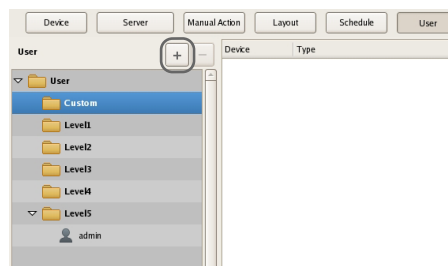 Device Server Manual Action Layout Schedule User
User + −
Device Type
User
Custom
Level1
Level2
Level3
Level4
Level5
admin